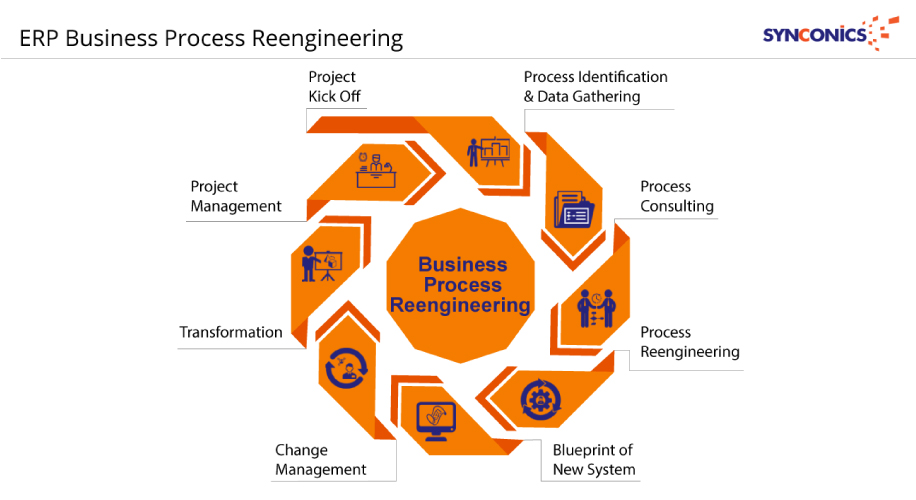 ERP Business Process Reengineering
SYNCONICS
Project
Kick Off
Process Identification
& Data Gathering
Project
Management
Process
Consulting
Business
Process
Reengineering
Transformation
Process
Reengineering
Change
Management
Blueprint of
New System